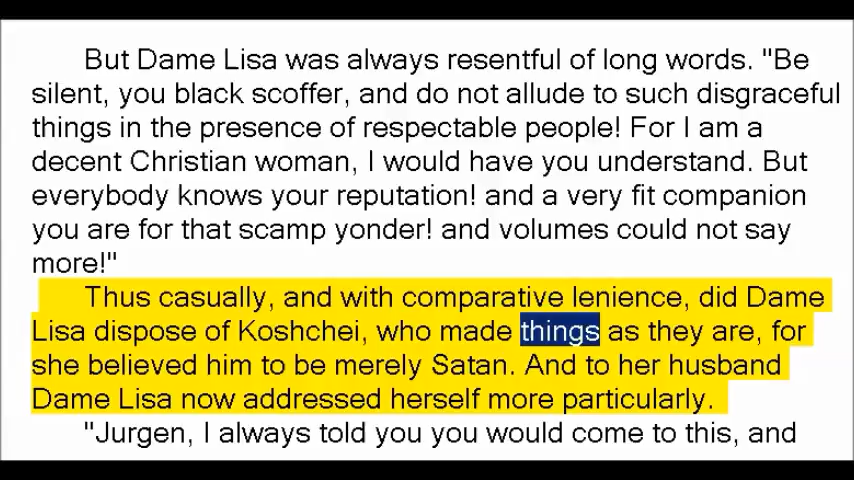 But Dame Lisa was always resentful of long words. "Be
silent, you black scoffer, and do not allude to such disgraceful
things in the presence of respectable people! For I am a
decent Christian woman, I would have you understand. But
everybody knows your reputation! and a very fit companion
you are for that scamp yonder! and volumes could not say
more!"
Thus casually, and with comparative lenience, did Dame
Lisa dispose of Koshchei, who made things as they are, for
she believed him to be merely Satan. And to her husband
Dame Lisa now addressed herself more particularly.
"Jurgen, I always told you you would come to this, and